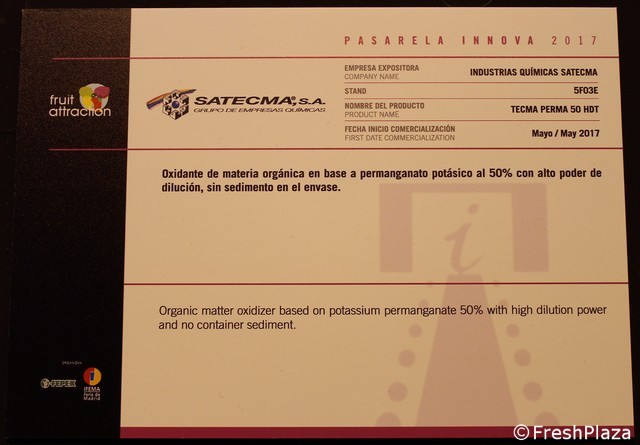 PASARELA INNOVA 2017
fruit
attraction
SATECMA®, S.A.
GRUPO DE EMPRESAS QUÍMICAS
EMPRESA EXPOSITORA
COMPANY NAME
INDUSTRIAS QUÍMICAS SATECMA
STAND
5F03E
NOMBRE DEL PRODUCTO
PRODUCT NAME
TECMA PERMA 50 HDT
FECHA INICIO COMERCIALIZACIÓN
FIRST DATE COMMERCIALIZATION
Mayo / May 2017
Oxidante de materia orgánica en base a permanganato potásico al 50% con alto poder de
dilución, sin sedimento en el envase.
i
Organic matter oxidizer based on potassium permanganate 50% with high dilution power
and no container sediment.
ORGANIZAN
FEPEX
IFEMA
Feria de
Madrid
©FreshPlaza